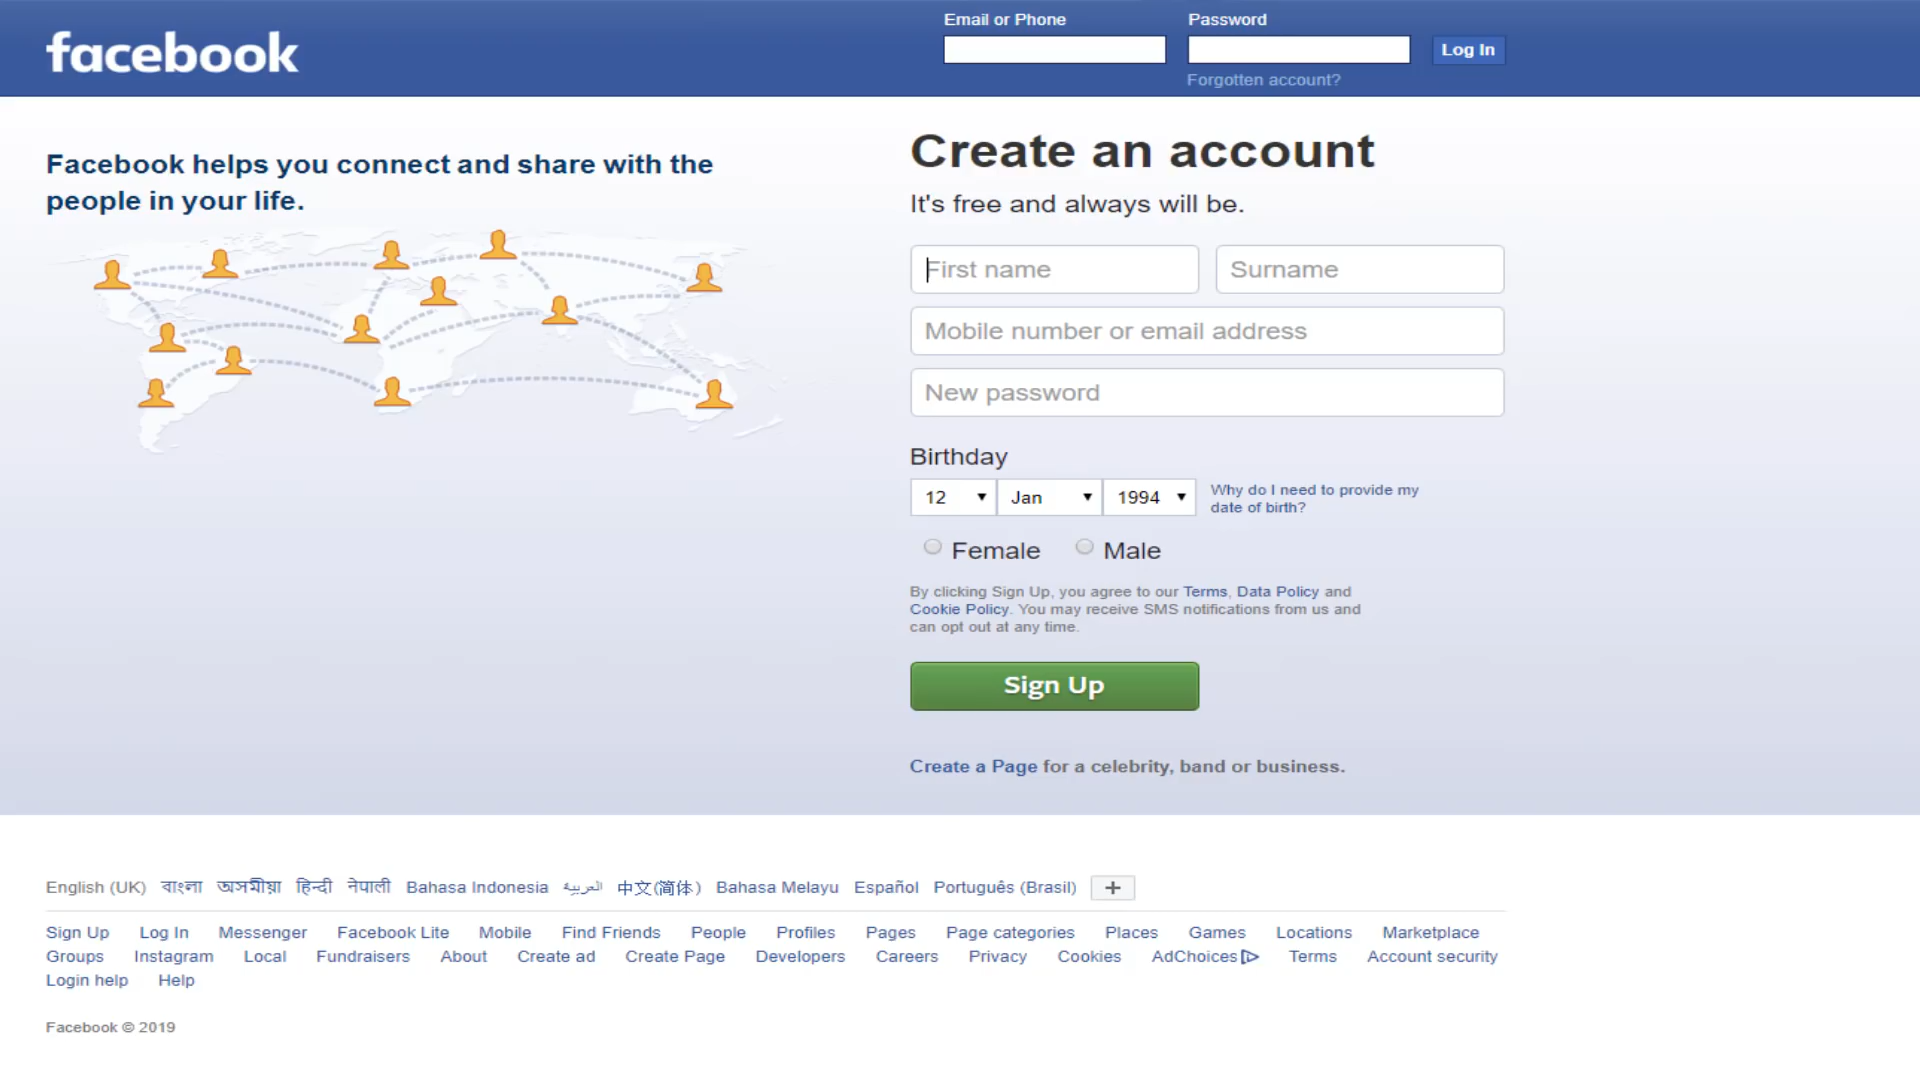 facebook
Email or Phone
Password
Log In
Forgotten account?
Facebook helps you connect and share with the
people in your life.
Create an account
It's free and always will be.
First name
Surname
Mobile number or email address
New password
Birthday
12 Jan 1994
Why do I need to provide my
date of birth?
Female Male
By clicking Sign Up, you agree to our Terms, Data Policy and
Cookie Policy. You may receive SMS notifications from us and
can opt out at any time.
Sign Up
Create a Page for a celebrity, band or business.
English (UK) বাংলা অসমীয়া हिन्दी नेपाली Bahasa Indonesia العربية 中文(简体) Bahasa Melayu Español Português (Brasil) +
Sign Up Log In Messenger Facebook Lite Mobile Find Friends People Profiles Pages Page categories Places Games Locations Marketplace
Groups Instagram Local Fundraisers About Create ad Create Page Developers Careers Privacy Cookies AdChoices Terms Account security
Login help Help
Facebook © 2019